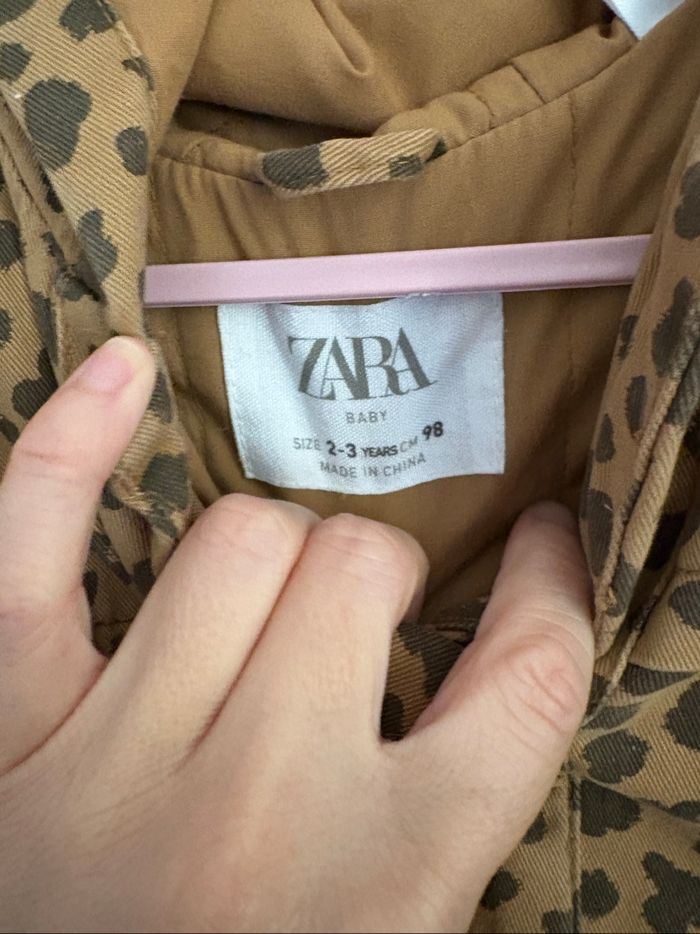 ZARA
BABY
SIZE 2-3 YEARS CM 98
MADE IN CHINA